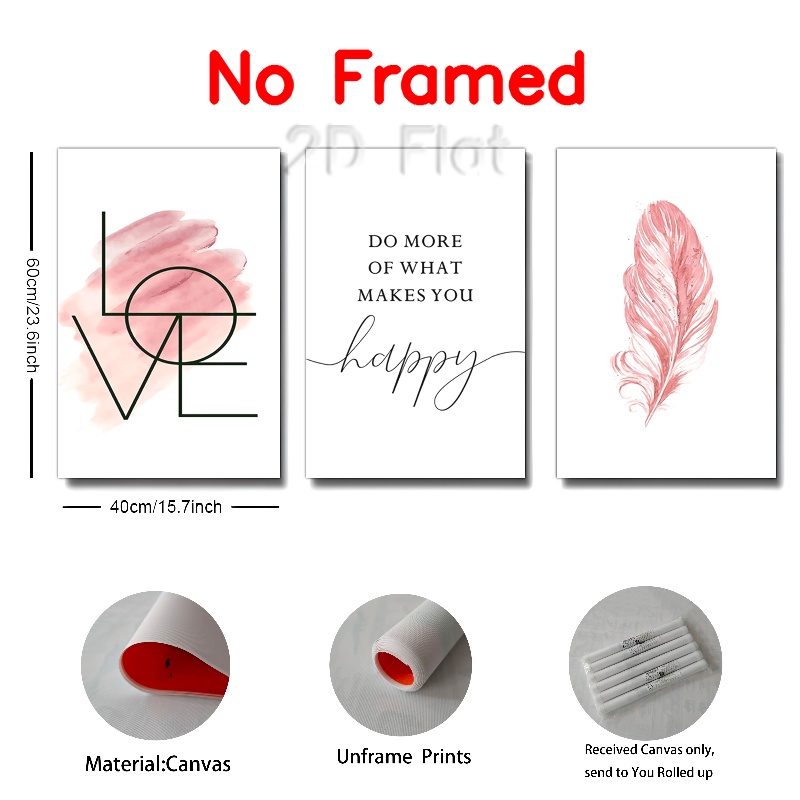 No Framed
2D Flat
60cm/23.6inch
LOVE
DO MORE
OF WHAT
MAKES YOU
happy
40cm/15.7inch
Material:Canvas
Unframe Prints
Received Canvas only,
send to You Rolled up